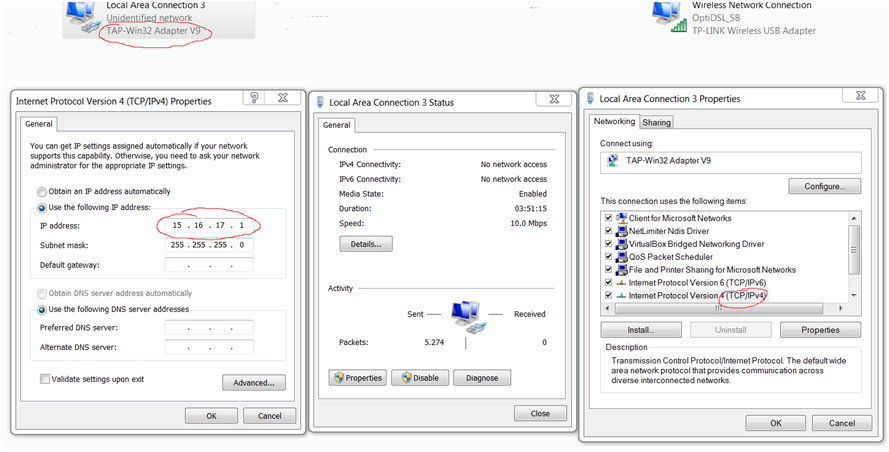 Local Area Connection 3
Unidentified network
TAP-Win32 Adapter V9
Wireless Network Connection
OptiDSL_SB
TP-LINK Wireless USB Adapter
Internet Protocol Version 4 (TCP/IPv4) Properties
General
You can get IP settings assigned automatically if your network
supports this capability. Otherwise, you need to ask your network
administrator for the appropriate IP settings.
Obtain an IP address automatically
Use the following IP address:
IP address: 15 . 16 . 17 . 1
Subnet mask: 255 . 255 . 255 . 0
Default gateway: . . .
Obtain DNS server address automatically
Use the following DNS server addresses
Preferred DNS server: . . .
Alternate DNS server: . . .
Validate settings upon exit
Advanced...
OK Cancel
Local Area Connection 3 Status
General
Connection
IPv4 Connectivity: No network access
IPv6 Connectivity: No network access
Media State: Enabled
Duration: 03:51:15
Speed: 10.0 Mbps
Details...
Activity
Sent Received
Packets: 5.274 0
Properties Disable Diagnose
Close
Local Area Connection 3 Properties
Networking Sharing
Connect using:
TAP-Win32 Adapter V9
Configure...
This connection uses the following items:
Client for Microsoft Networks
NetLimiter Ndis Driver
VirtualBox Bridged Networking Driver
QoS Packet Scheduler
File and Printer Sharing for Microsoft Networks
Internet Protocol Version 6 (TCP/IPv6)
Internet Protocol Version 4 (TCP/IPv4)
Install... Uninstall Properties
Description
Transmission Control Protocol/Internet Protocol. The default wide
area network protocol that provides communication across
diverse interconnected networks.
OK Cancel